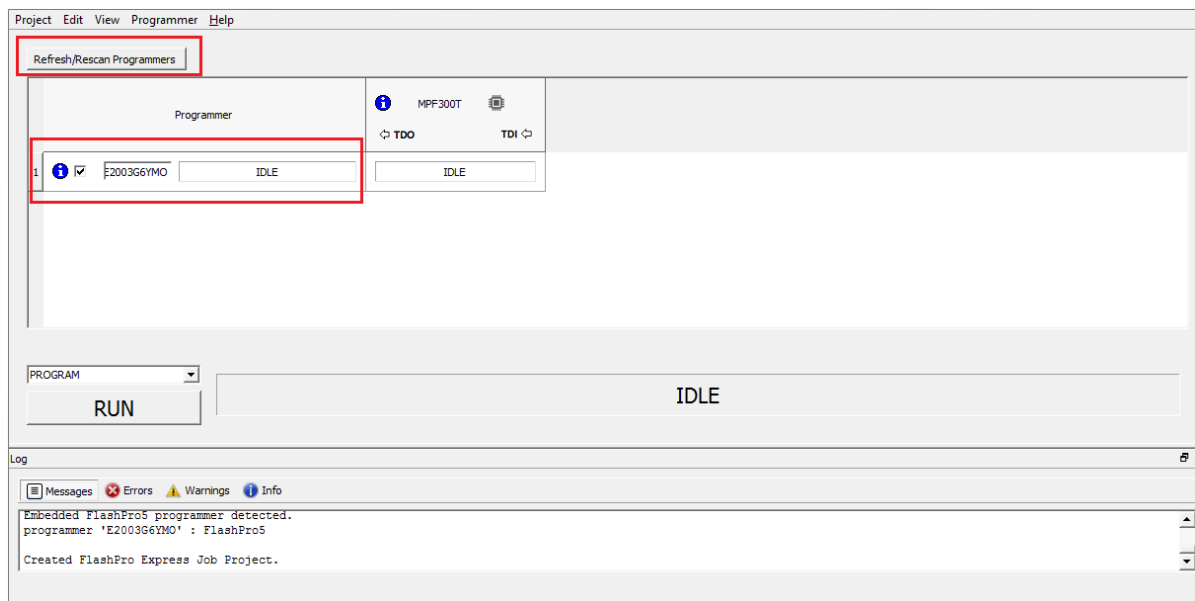 Project Edit View Programmer Help
Refresh/Rescan Programmers
Programmer
MPF300T
TDO TDI
1 E2003G6YMO IDLE IDLE
PROGRAM
RUN
IDLE
Log
Messages Errors Warnings Info
Embedded FlashPro5 programmer detected.
programmer 'E2003G6YMO' : FlashPro5
Created FlashPro Express Job Project.